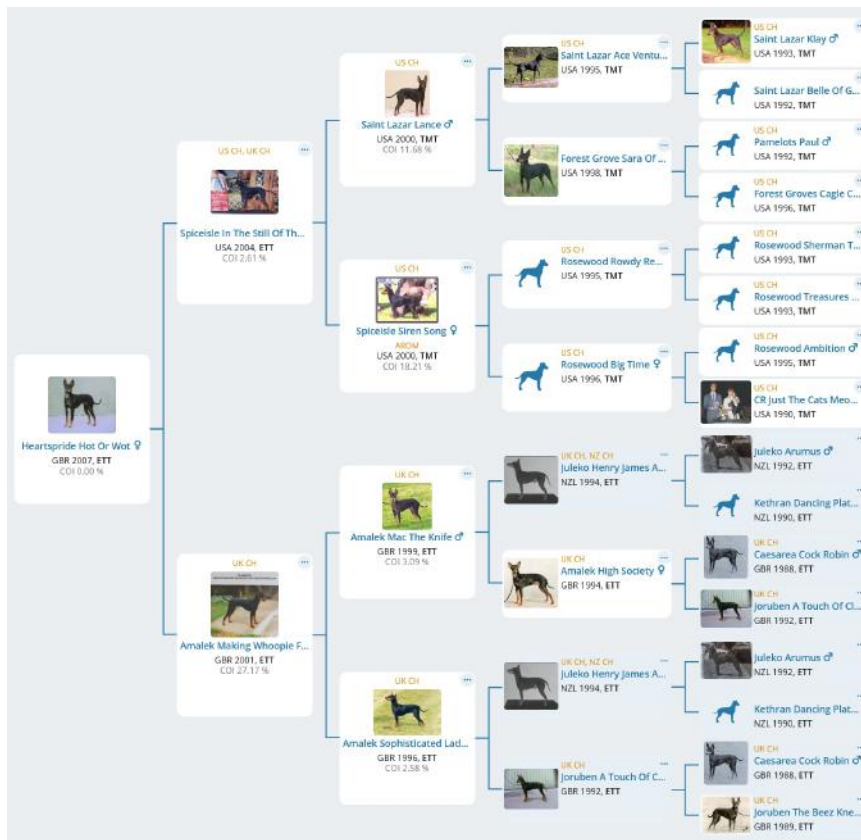 Heartspride Hot Or Wot ♀
GBR 2007, ETT
COI 0.00 %
US CH, UK CH
Spiceisle In The Still Of Th...
USA 2004, ETT
COI 2.61 %
UK CH
Amalek Making Whoopie F...
GBR 2001, ETT
COI 27.17 %
US CH
Saint Lazar Lance ♂
USA 2000, TMT
COI 11.68 %
US CH
Spiceisle Siren Song ♀
AROM
USA 2000, TMT
COI 18.21 %
UK CH
Amalek Mac The Knife ♂
GBR 1999, ETT
COI 3.09 %
UK CH
Amalek Sophisticated Lad...
GBR 1996, ETT
COI 2.58 %
US CH
Saint Lazar Ace Ventu...
USA 1995, TMT
Forest Grove Sara Of ...
USA 1998, TMT
US CH
Rosewood Rowdy Re...
USA 1995, TMT
US CH
Rosewood Big Time ♀
USA 1996, TMT
UK CH, NZ CH
Juleko Henry James A...
NZL 1994, ETT
UK CH
Amalek High Society ♀
GBR 1994, ETT
UK CH, NZ CH
Juleko Henry James A...
NZL 1994, ETT
UK CH
Joruben A Touch Of C...
GBR 1992, ETT
US CH
Saint Lazar Klay ♂
USA 1993, TMT
US CH
Saint Lazar Belle Of G...
USA 1992, TMT
US CH
Pamelots Paul ♂
USA 1992, TMT
US CH
Forest Groves Cagle C...
USA 1996, TMT
US CH
Rosewood Sherman T...
USA 1993, TMT
US CH
Rosewood Treasures ...
USA 1993, TMT
US CH
Rosewood Ambition ♂
USA 1995, TMT
US CH
CR Just The Cats Meo...
USA 1990, TMT
Juleko Arumus ♂
NZL 1992, ETT
Kethran Dancing Plat...
NZL 1990, ETT
UK CH
Caesarea Cock Robin ♂
GBR 1988, ETT
UK CH
Joruben A Touch Of Cl...
GBR 1992, ETT
Juleko Arumus ♂
NZL 1992, ETT
Kethran Dancing Plat...
NZL 1990, ETT
UK CH
Caesarea Cock Robin ♂
GBR 1988, ETT
UK CH
Joruben The Beez Kne...
GBR 1989, ETT